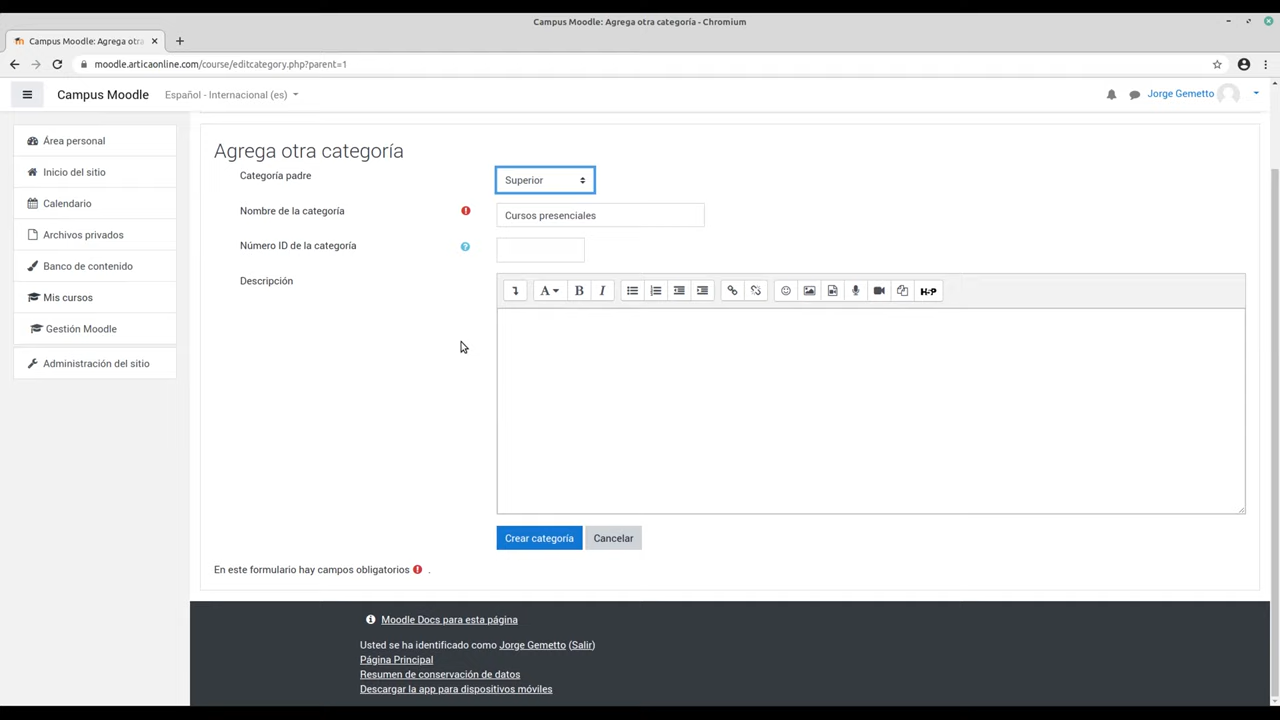 Campus Moodle: Agrega otra categoría - Chromium
Campus Moodle: Agrega otra
moodle.articaonline.com/course/editcategory.php?parent=1
Campus Moodle
Español - Internacional (es)
Jorge Gemetto
Área personal
Inicio del sitio
Calendario
Archivos privados
Banco de contenido
Mis cursos
Gestión Moodle
Administración del sitio
Agrega otra categoría
Categoría padre
Superior
Nombre de la categoría
Cursos presenciales
Número ID de la categoría
Descripción
A B I H-P
Crear categoría
Cancelar
En este formulario hay campos obligatorios .
Moodle Docs para esta página
Usted se ha identificado como Jorge Gemetto (Salir)
Página Principal
Resumen de conservación de datos
Descargar la app para dispositivos móviles